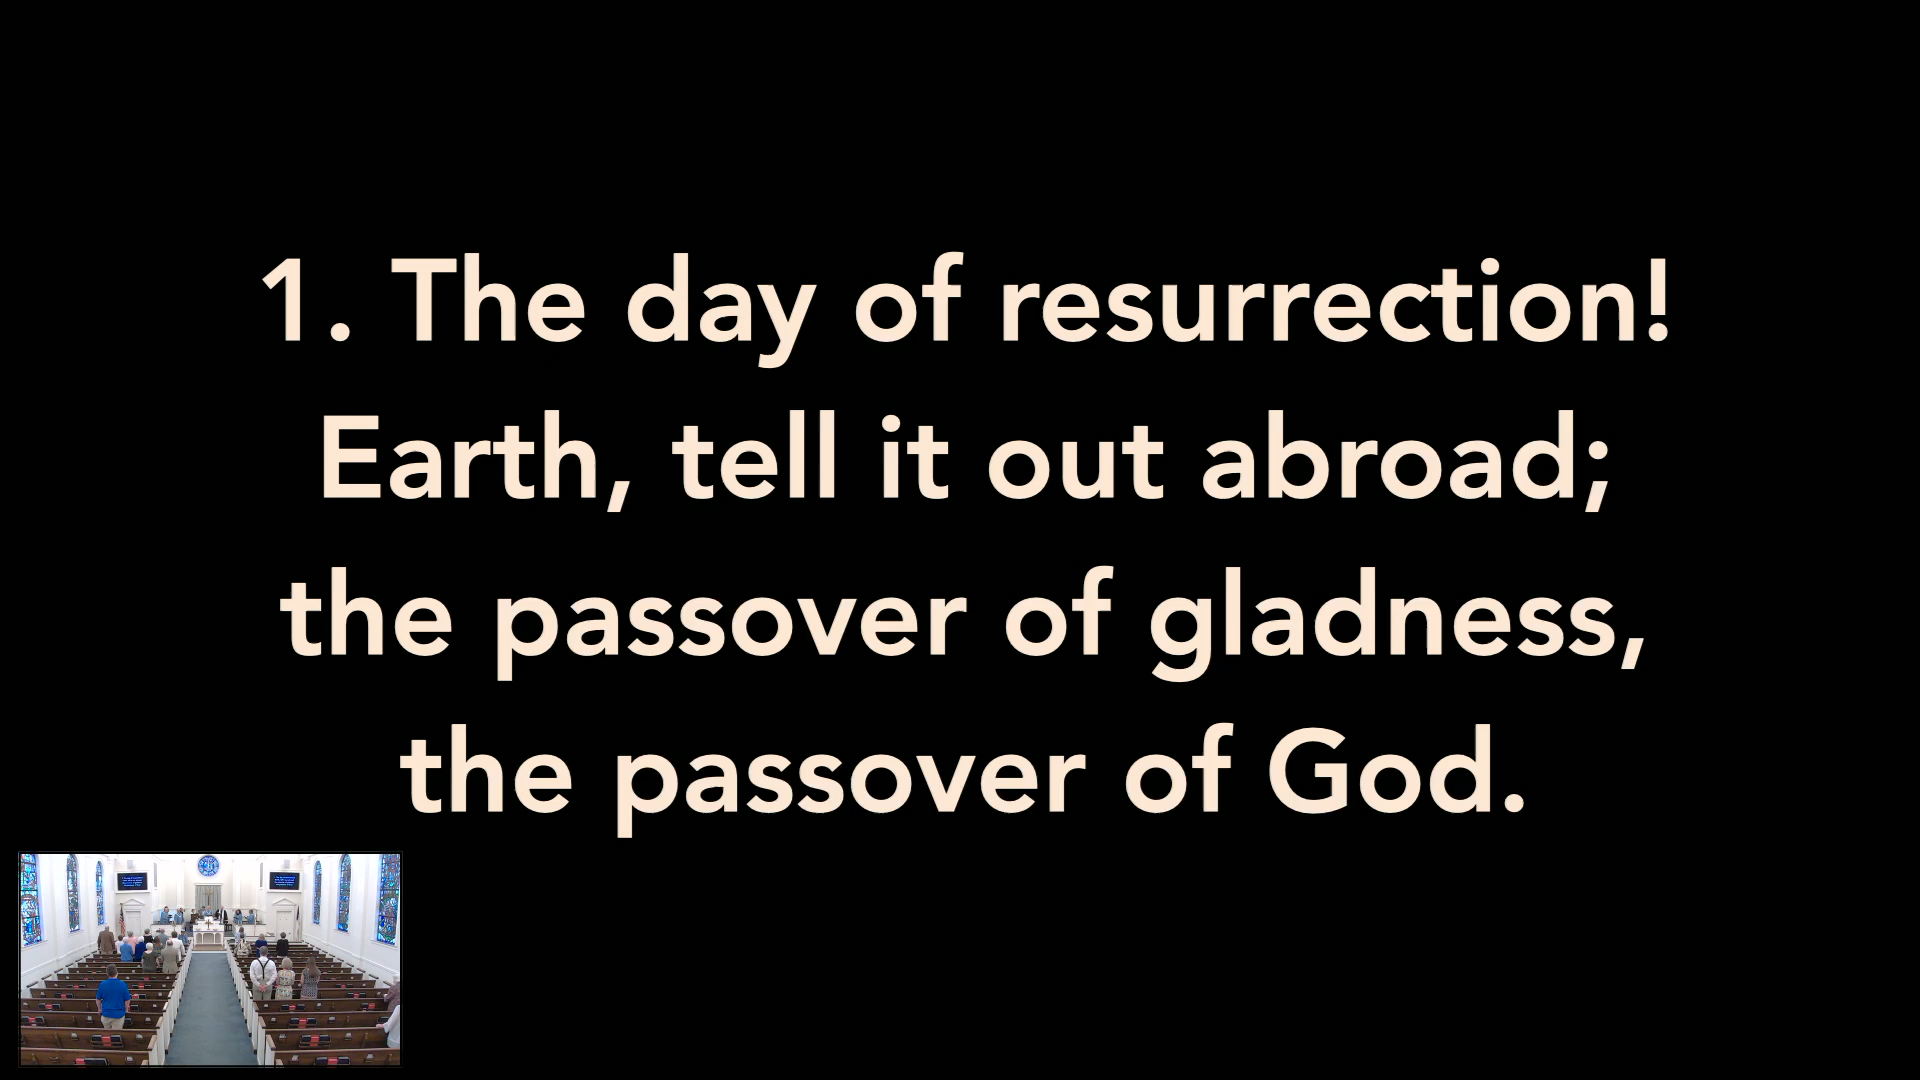 1. The day of resurrection!
Earth, tell it out abroad;
the passover of gladness,
the passover of God.